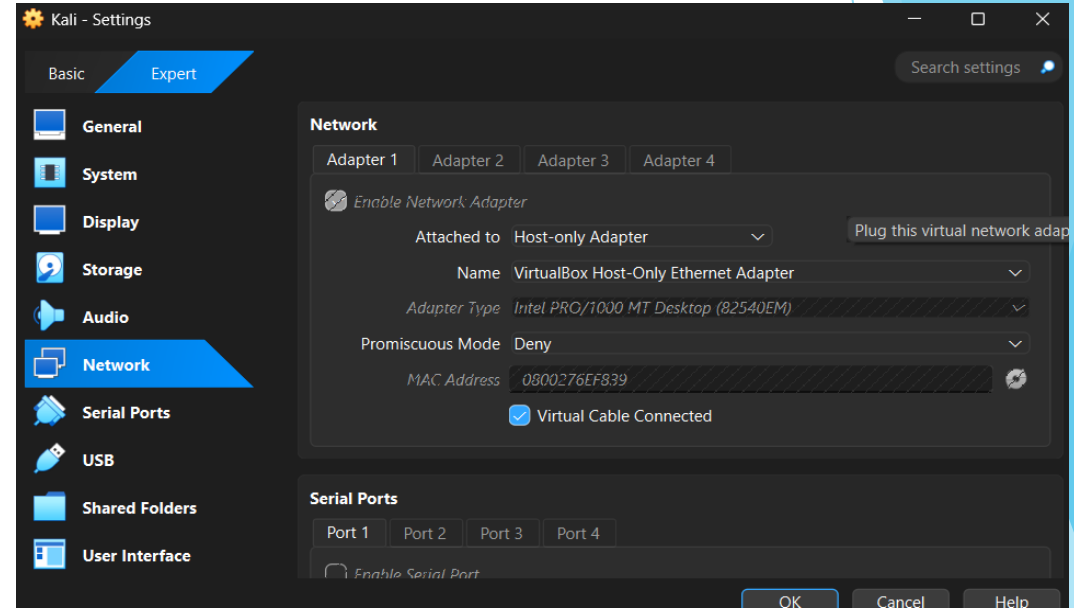 Kali - Settings
Basic
Expert
Search settings
General
System
Display
Storage
Audio
Network
Serial Ports
USB
Shared Folders
User Interface
Network
Adapter 1 Adapter 2 Adapter 3 Adapter 4
Enable Network Adapter
Attached to Host-only Adapter
Plug this virtual network adap
Name VirtualBox Host-Only Ethernet Adapter
Adapter Type Intel PRO/1000 MT Desktop (82540EM)
Promiscuous Mode Deny
MAC Address 0800276EF839
Virtual Cable Connected
Serial Ports
Port 1 Port 2 Port 3 Port 4
Enable Serial Port
OK Cancel Help